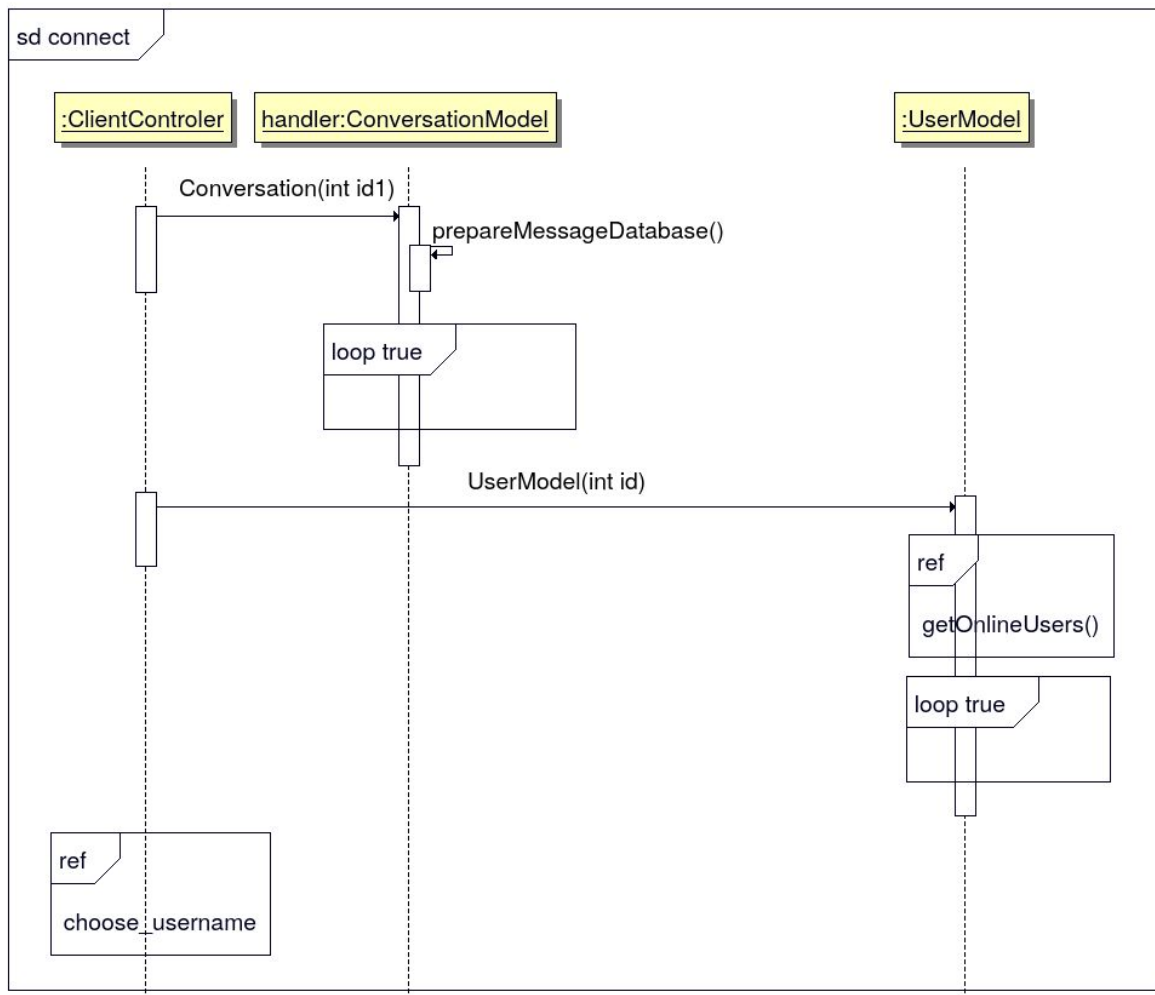 sd connect
:ClientControler
handler:ConversationModel
:UserModel
Conversation(int id1)
prepareMessageDatabase()
loop true
UserModel(int id)
ref
getOnlineUsers()
loop true
ref
choose_username